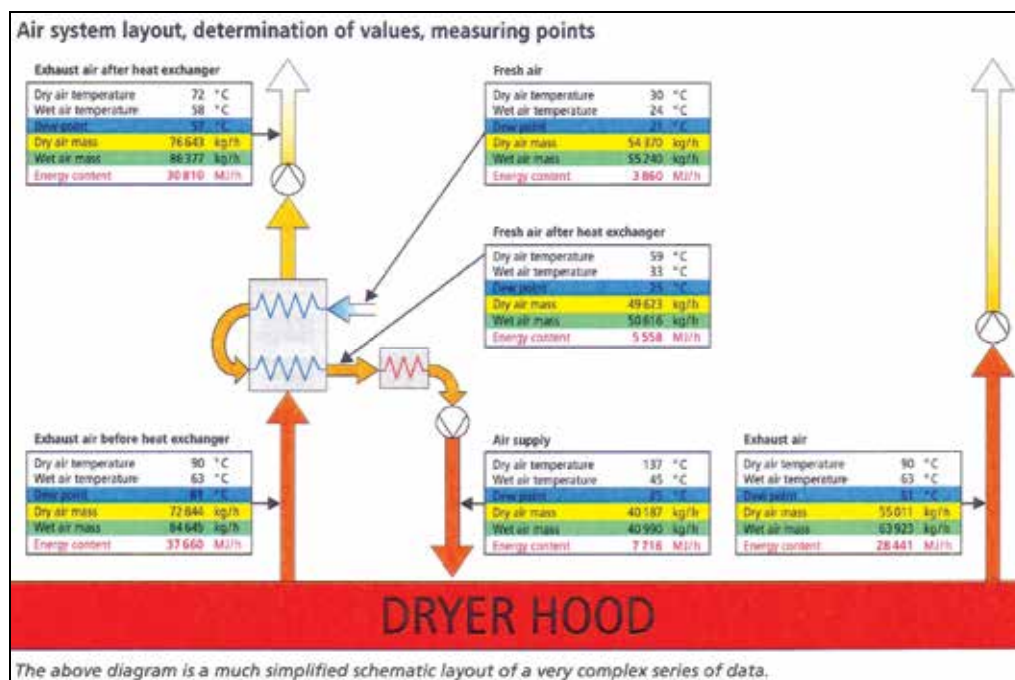 Air system layout, determination of values, measuring points
Exhaust air after heat exchanger
Dry air temperature 72 °C
Wet air temperature 58 °C
Dew point 57 °C
Dry air mass 76 643 kg/h
Wet air mass 86 377 kg/h
Energy content 30 810 MJ/h
Fresh air
Dry air temperature 30 °C
Wet air temperature 24 °C
Dew point 21 °C
Dry air mass 54 370 kg/h
Wet air mass 55 240 kg/h
Energy content 3 860 MJ/h
Fresh air after heat exchanger
Dry air temperature 59 °C
Wet air temperature 33 °C
Dew point 25 °C
Dry air mass 49 623 kg/h
Wet air mass 50 616 kg/h
Energy content 5 558 MJ/h
Exhaust air before heat exchanger
Dry air temperature 90 °C
Wet air temperature 63 °C
Dew point 61 °C
Dry air mass 72 844 kg/h
Wet air mass 84 645 kg/h
Energy content 37 660 MJ/h
Air supply
Dry air temperature 137 °C
Wet air temperature 45 °C
Dew point 25 °C
Dry air mass 40 187 kg/h
Wet air mass 40 990 kg/h
Energy content 7 716 MJ/h
Exhaust air
Dry air temperature 90 °C
Wet air temperature 63 °C
Dew point 61 °C
Dry air mass 55 011 kg/h
Wet air mass 63 923 kg/h
Energy content 28 441 MJ/h
DRYER HOOD
The above diagram is a much simplified schematic layout of a very complex series of data.